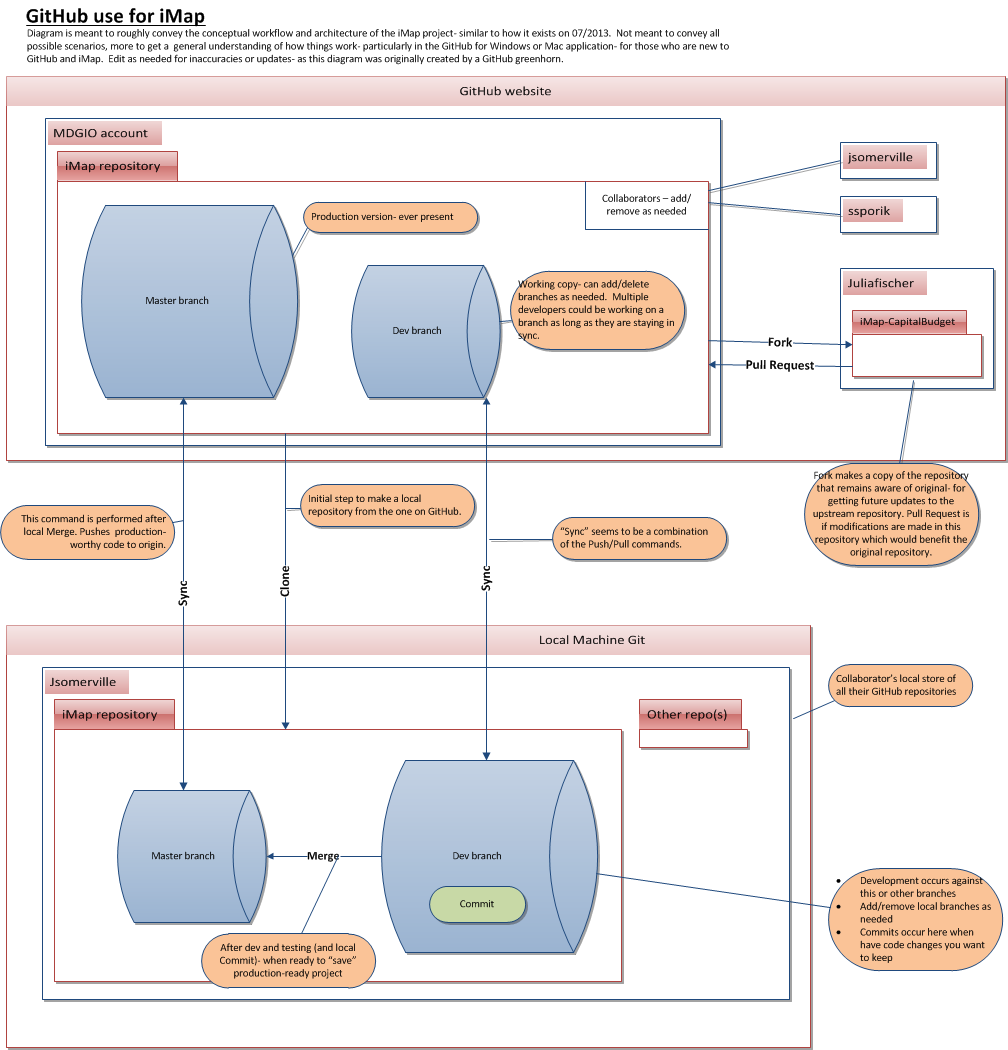 GitHub use for iMap
Diagram is meant to roughly convey the conceptual workflow and architecture of the iMap project- similar to how it exists on 07/2013.  Not meant to convey all
possible scenarios, more to get a  general understanding of how things work- particularly in the GitHub for Windows or Mac application- for those who are new to
GitHub and iMap.  Edit as needed for inaccuracies or updates- as this diagram was originally created by a GitHub greenhorn.
GitHub website
MDGIO account
iMap repository
Collaborators – add/
remove as needed
jsomerville
ssporik
Production version- ever present
Master branch
Dev branch
Working copy- can add/delete
branches as needed.  Multiple
developers could be working on a
branch as long as they are staying in
sync.
Juliafischer
iMap-CapitalBudget
Fork
Pull Request
Fork makes a copy of the repository
that remains aware of original- for
getting future updates to the
upstream repository. Pull Request is
if modifications are made in this
repository which would benefit the
original repository.
This command is performed after
local Merge. Pushes  production-
worthy code to origin.
Initial step to make a local
repository from the one on GitHub.
“Sync” seems to be a combination
of the Push/Pull commands.
Sync
Clone
Sync
Local Machine Git
Jsomerville
iMap repository
Other repo(s)
Collaborator’s local store of
all their GitHub repositories
Master branch
Merge
Dev branch
Commit
After dev and testing (and local
Commit)- when ready to “save”
production-ready project
• Development occurs against
this or other branches
• Add/remove local branches as
needed
• Commits occur here when
have code changes you want
to keep